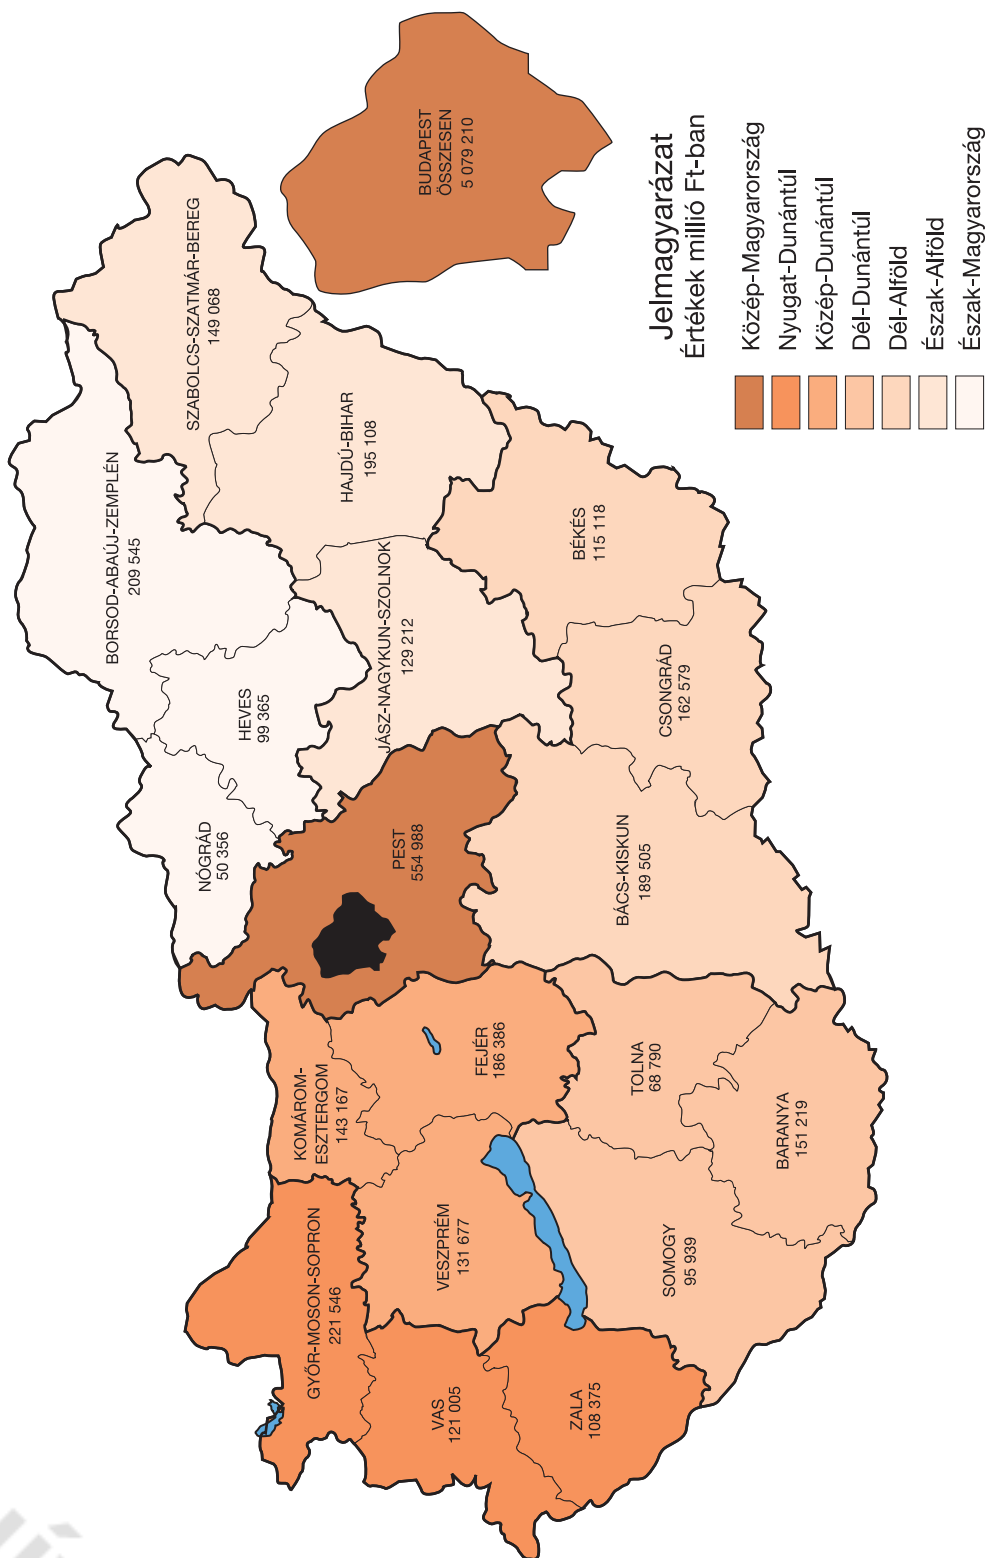 BORSOD-ABAÚJ-ZEMPLÉN
209 545
SZABOLCS-SZATMÁR-BEREG
149 068
NÓGRÁD
50 356
HEVES
99 365
HAJDÚ-BIHAR
195 108
JÁSZ-NAGYKUN-SZOLNOK
129 212
PEST
554 988
KOMÁROM-
ESZTERGOM
143 167
GYŐR-MOSON-SOPRON
221 546
FEJÉR
186 386
VESZPRÉM
131 677
VAS
121 005
ZALA
108 375
SOMOGY
95 939
TOLNA
68 790
BARANYA
151 219
BÁCS-KISKUN
189 505
CSONGRÁD
162 579
BÉKÉS
115 118
BUDAPEST
ÖSSZESEN
5 079 210
Jelmagyarázat
Értékek millió Ft-ban
Közép-Magyarország
Nyugat-Dunántúl
Közép-Dunántúl
Dél-Dunántúl
Dél-Alföld
Észak-Alföld
Észak-Magyarország